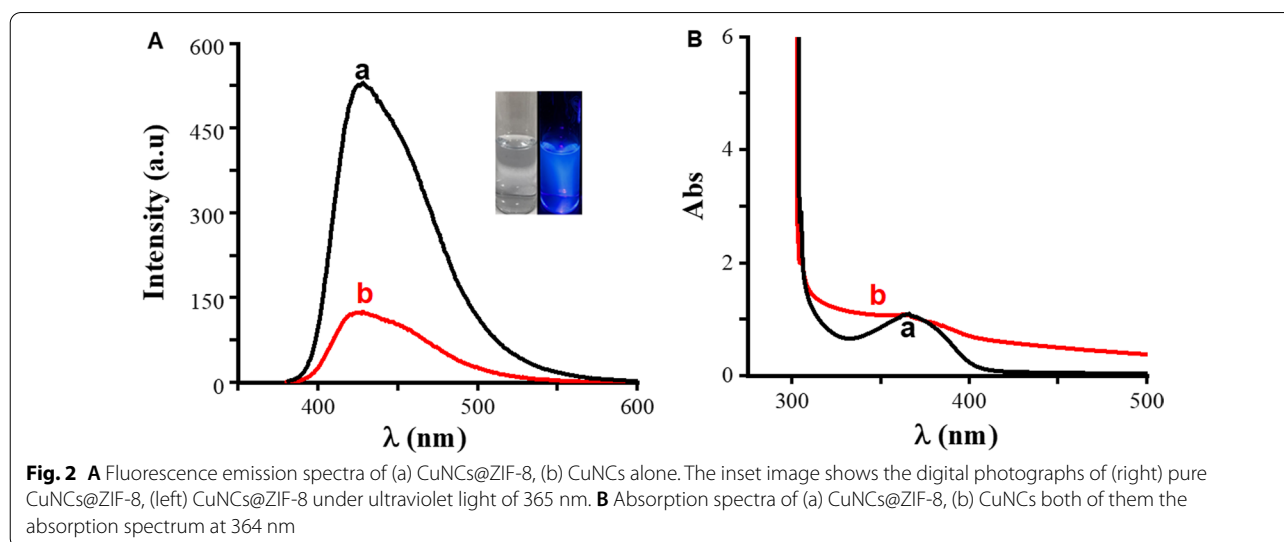 A
600
450
300
150
0
400
500
600
Intensity (a.u)
λ (nm)
a
b
B
6
4
2
0
300
400
500
Abs
λ (nm)
b
a
Fig. 2 A Fluorescence emission spectra of (a) CuNCs@ZIF-8, (b) CuNCs alone. The inset image shows the digital photographs of (right) pure
CuNCs@ZIF-8, (left) CuNCs@ZIF-8 under ultraviolet light of 365 nm. B Absorption spectra of (a) CuNCs@ZIF-8, (b) CuNCs both of them the
absorption spectrum at 364 nm